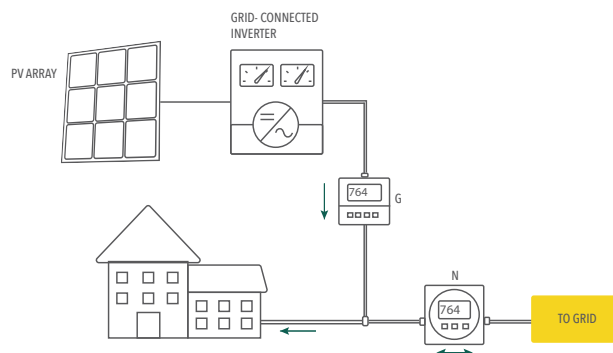 GRID- CONNECTED
INVERTER
PV ARRAY
764
G
N
764
TO GRID